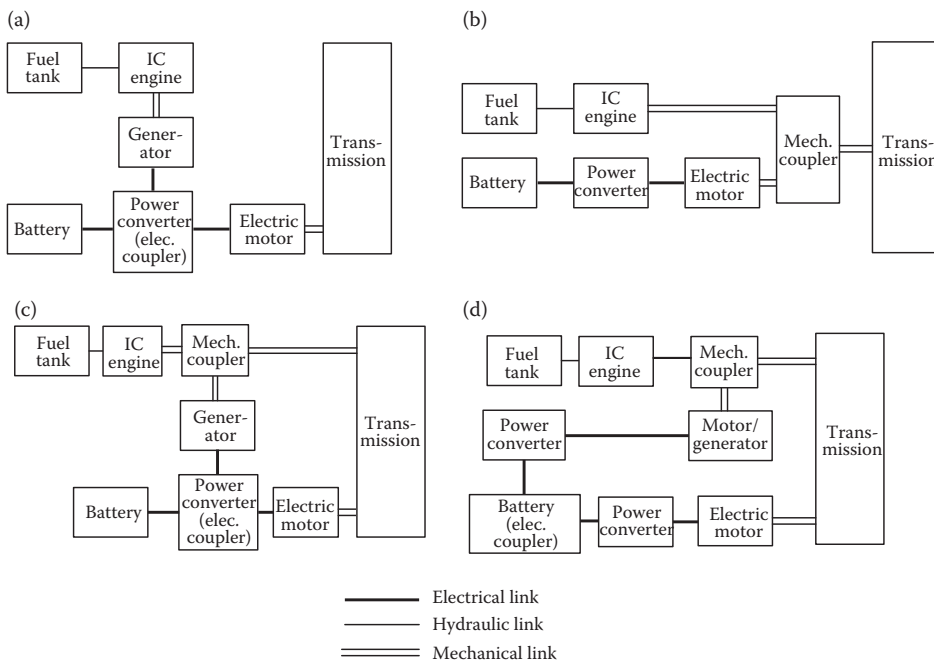 (a)
Fuel
tank
IC
engine
Gener-
ator
Battery
Power
converter
(elec.
coupler)
Electric
motor
Trans-
mission
(b)
Fuel
tank
IC
engine
Battery
Power
converter
Electric
motor
Mech.
coupler
Trans-
mission
(c)
Fuel
tank
IC
engine
Mech.
coupler
Gener-
ator
Battery
Power
converter
(elec.
coupler)
Electric
motor
Trans-
mission
(d)
Fuel
tank
IC
engine
Mech.
coupler
Power
converter
Motor/
generator
Battery
(elec.
coupler)
Power
converter
Electric
motor
Trans-
mission
Electrical link
Hydraulic link
Mechanical link